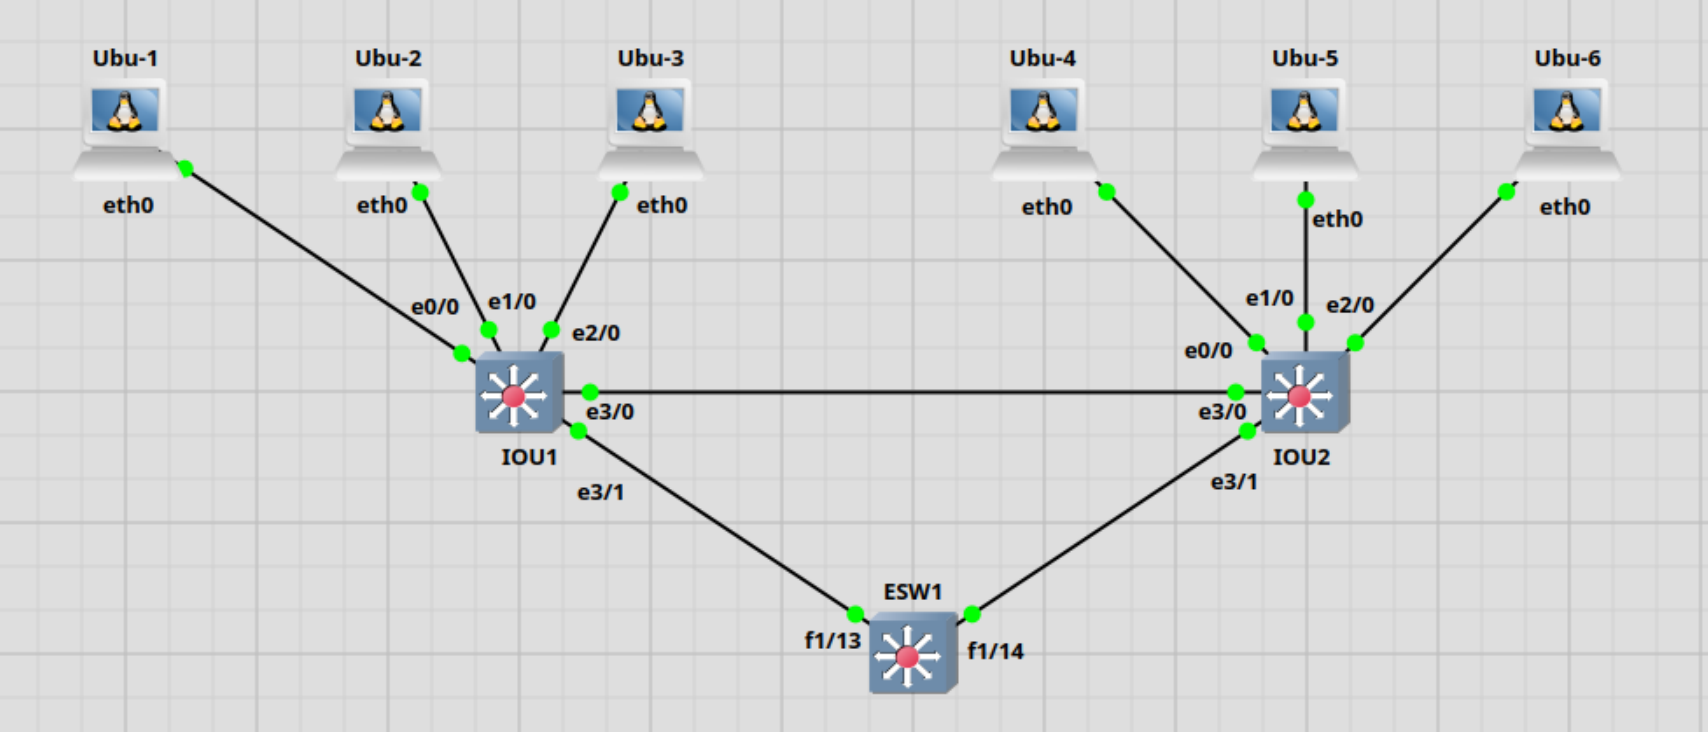 Ubu-1
Ubu-2
Ubu-3
Ubu-4
Ubu-5
Ubu-6
eth0
eth0
eth0
eth0
eth0
eth0
e0/0
e1/0
e2/0
e0/0
e1/0
e2/0
e3/0
e3/0
IOU1
IOU2
e3/1
e3/1
ESW1
f1/13
f1/14